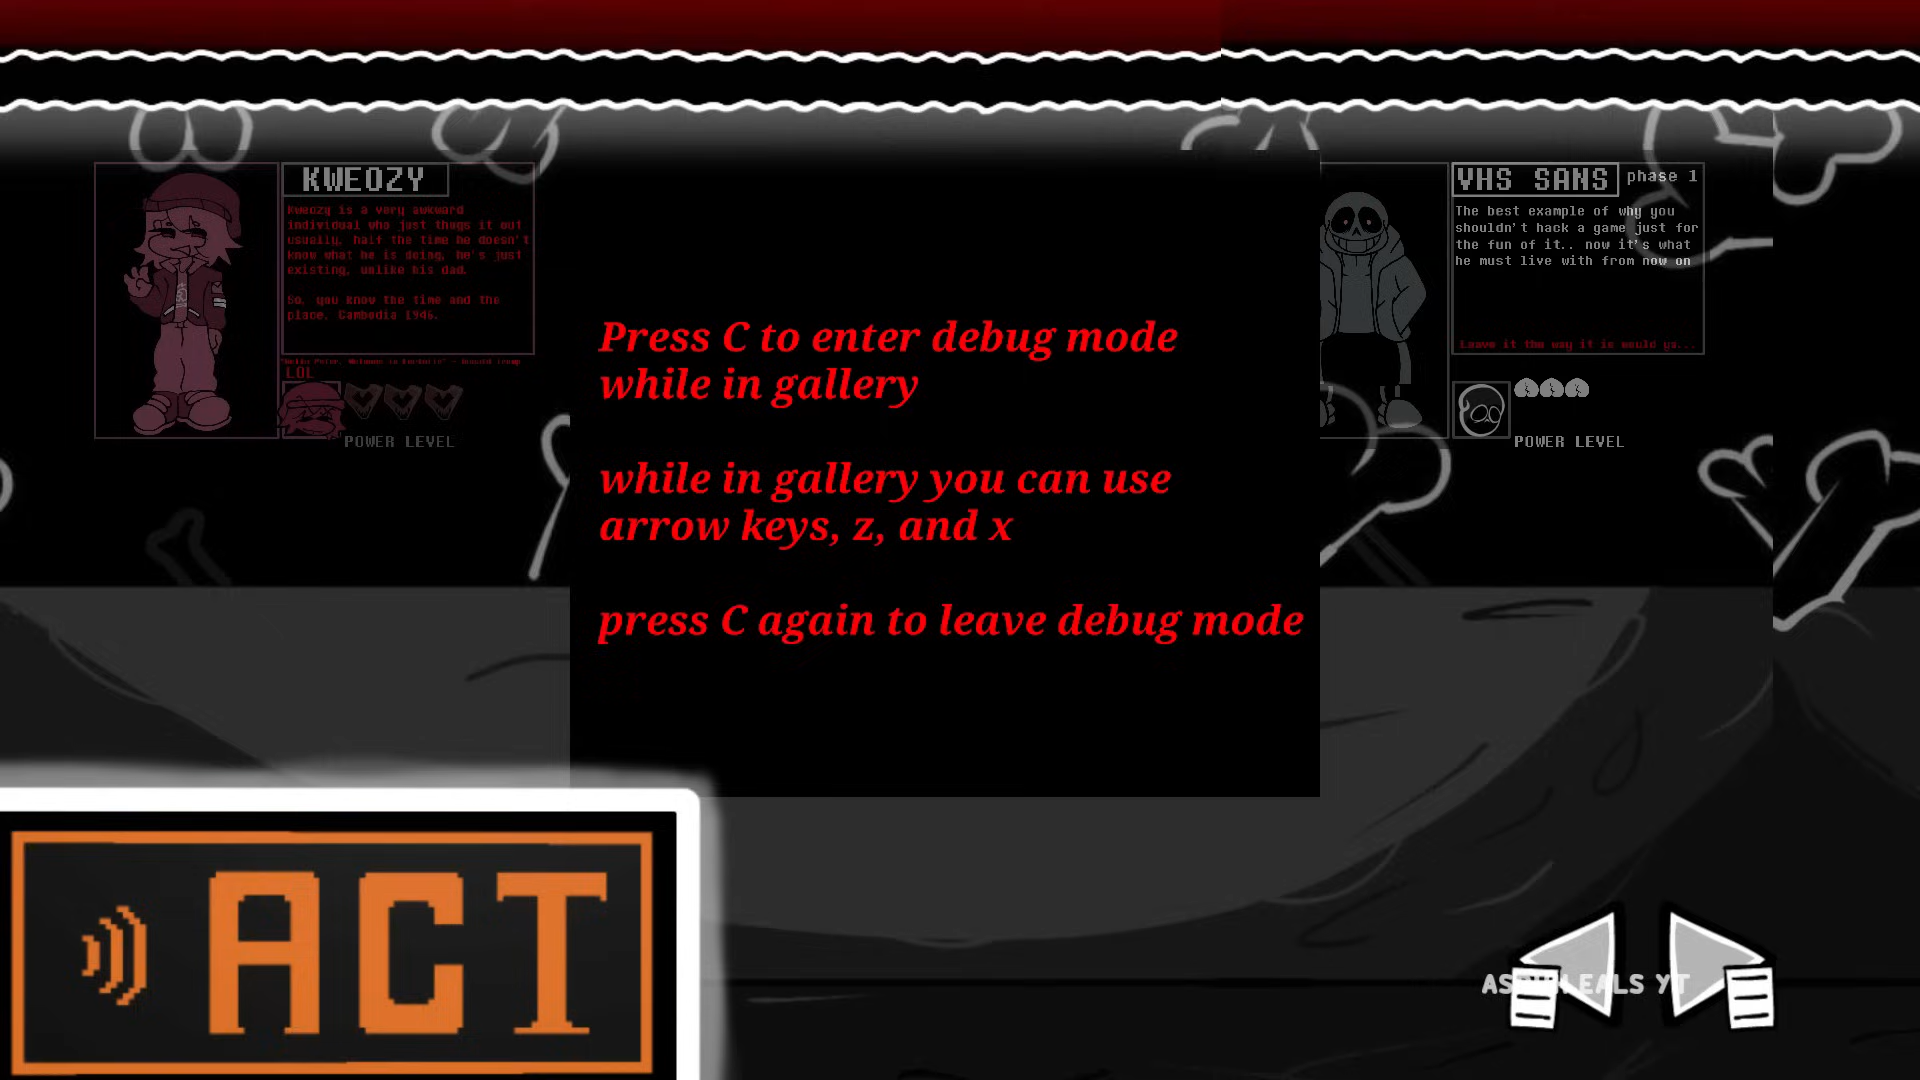 KWEOZY
Kweozy is a very awkward
individual who just thugs it out
usually, half the time he doesn't
know what he is doing, he's just
existing, unlike his dad.
So, you know the time and the
place, Cambodia 1946.
LOL
POWER LEVEL
Press C to enter debug mode
while in gallery
while in gallery you can use
arrow keys, z, and x
press C again to leave debug mode
VHS SANS phase 1
The best example of why you
shouldn't hack a game just for
the fun of it.. now it's what
he must live with from now on
Leave it the way it is would ya...
POWER LEVEL
ACT
YT